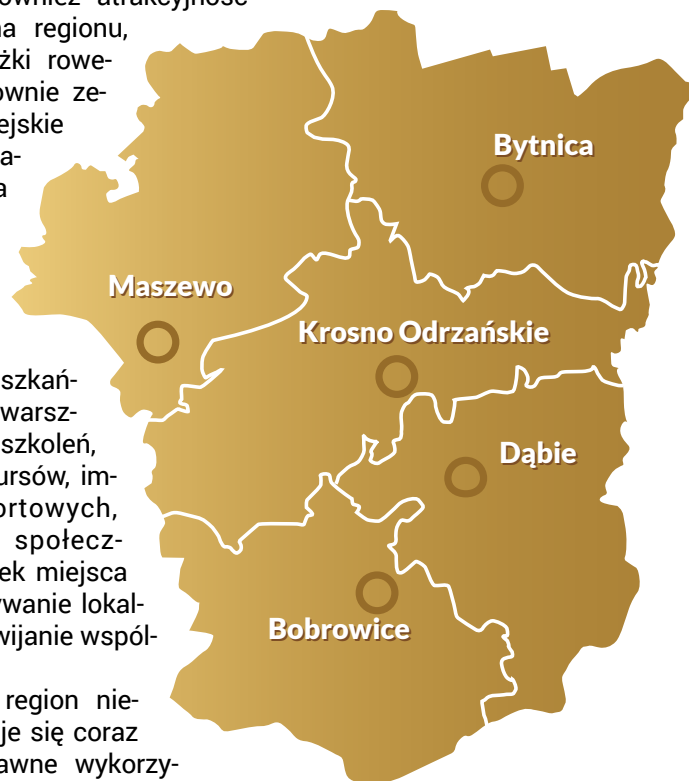 również atrakcyjność
na regionu,
żki rowe-
ownie ze-
ejskie
a-
a
Bytnica
Maszewo
Krosno Odrzańskie
Dąbie
Bobrowice
szkań-
warsz-
szkoleń,
ursów, im-
ortowych,
społecz-
ek miejsca
wanie lokal-
wijanie współ-
region nie-
je się coraz
awne wykorzy-